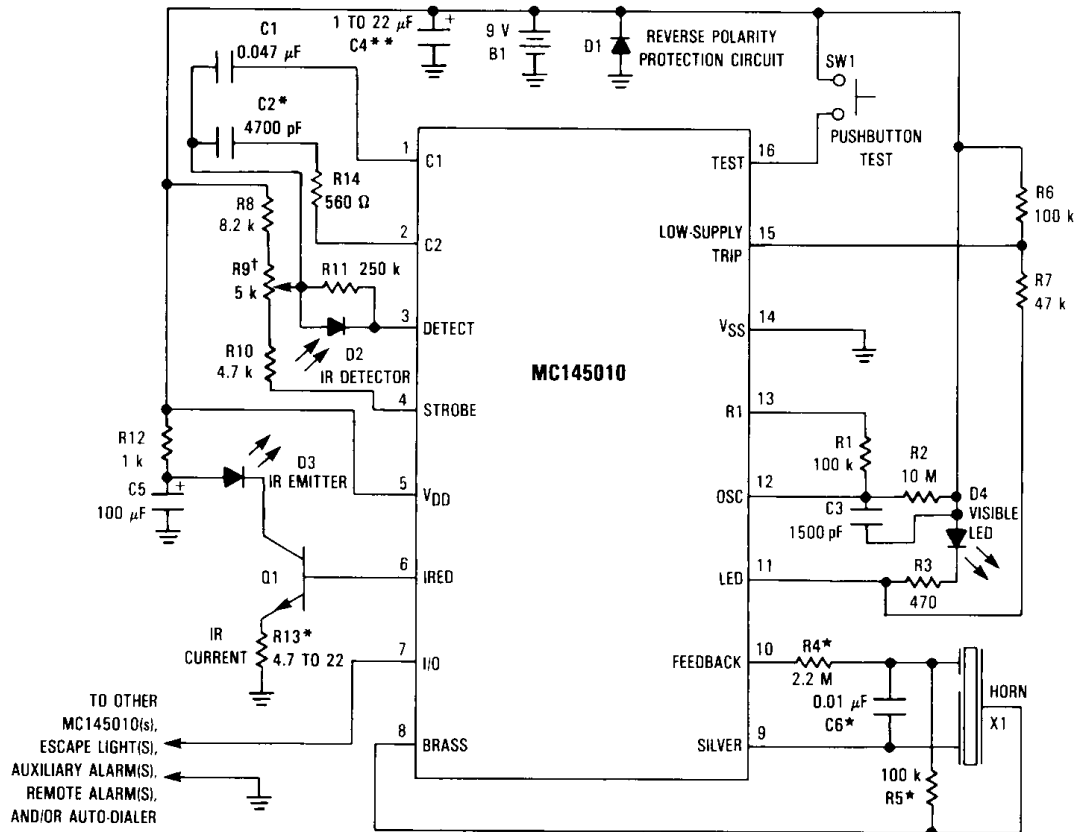 C1
0.047 µF
1 TO 22 µF
C4**
+
9 V
B1
D1
REVERSE POLARITY
PROTECTION CIRCUIT
SW1
PUSHBUTTON
TEST
C2*
4700 pF
R14
560 Ω
R8
8.2 k
R9†
5 k
R11 250 k
R10
4.7 k
D2
IR DETECTOR
R12
1 k
D3
IR EMITTER
C5
100 µF
+
Q1
IR
CURRENT
R13*
4.7 TO 22
TO OTHER
MC145010(s),
ESCAPE LIGHT(S),
AUXILIARY ALARM(S),
REMOTE ALARM(S),
AND/OR AUTO-DIALER
MC145010
1
C1
2
C2
3
DETECT
4
STROBE
5
VDD
6
IRED
7
I/O
8
BRASS
16
TEST
15
LOW-SUPPLY
TRIP
14
VSS
13
R1
12
OSC
11
LED
10
FEEDBACK
9
SILVER
R6
100 k
R7
47 k
R1
100 k
R2
10 M
C3
1500 pF
D4
VISIBLE
LED
R3
470
R4*
2.2 M
0.01 µF
C6*
HORN
X1
100 k
R5*